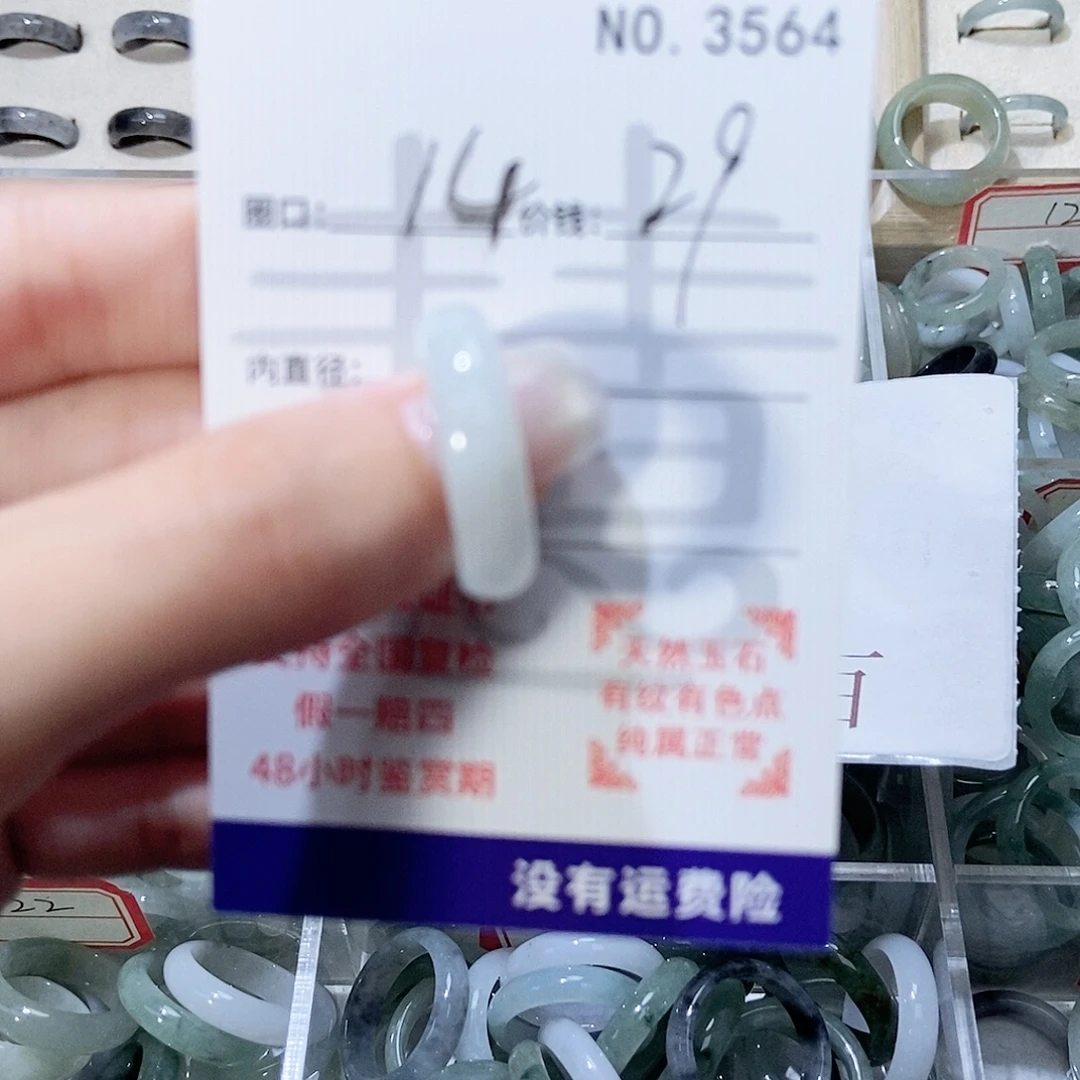 NO. 3564
圈口: 14 价钱: 29
内直径:
天然玉石
假一赔四
有纹有色点
48小时鉴赏期
纯属正常
没有运费险
12
22